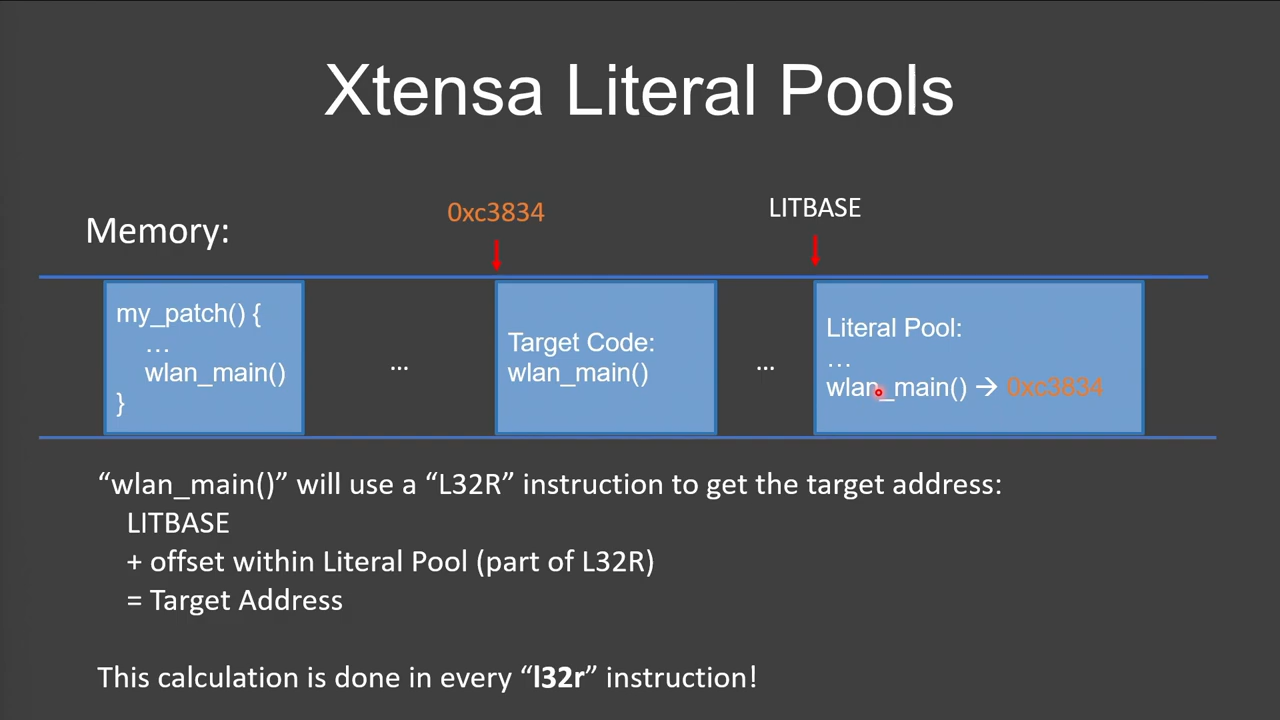 Xtensa Literal Pools
0xc3834
LITBASE
Memory:
my_patch() {
…
wlan_main()
}
...
Target Code:
wlan_main()
...
Literal Pool:
…
wlan_main() → 0xc3834
“wlan_main()” will use a “L32R” instruction to get the target address:
LITBASE
+ offset within Literal Pool (part of L32R)
= Target Address
This calculation is done in every “l32r” instruction!